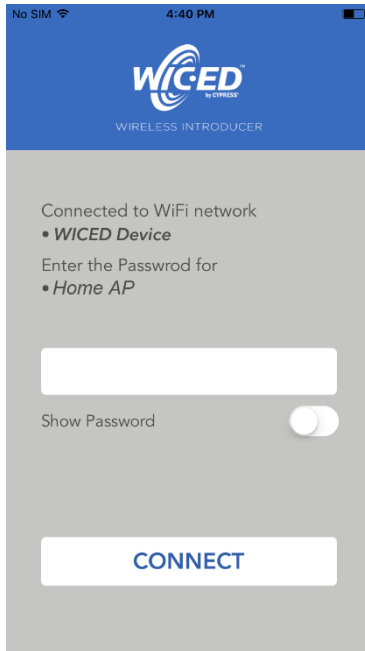 No SIM 4:40 PM
WICED™
by CYPRESS®
WIRELESS INTRODUCER
Connected to WiFi network
• WICED Device
Enter the Passwrod for
• Home AP
Show Password
CONNECT